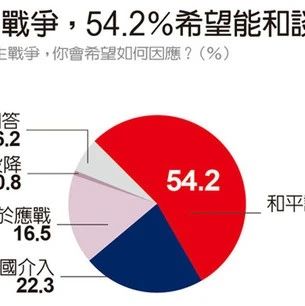 戰爭，54.2%希望能和談
生戰爭，你會希望如何因應？(%)
答
6.2
降
0.8
54.2
和平
於應戰
16.5
國介入
22.3